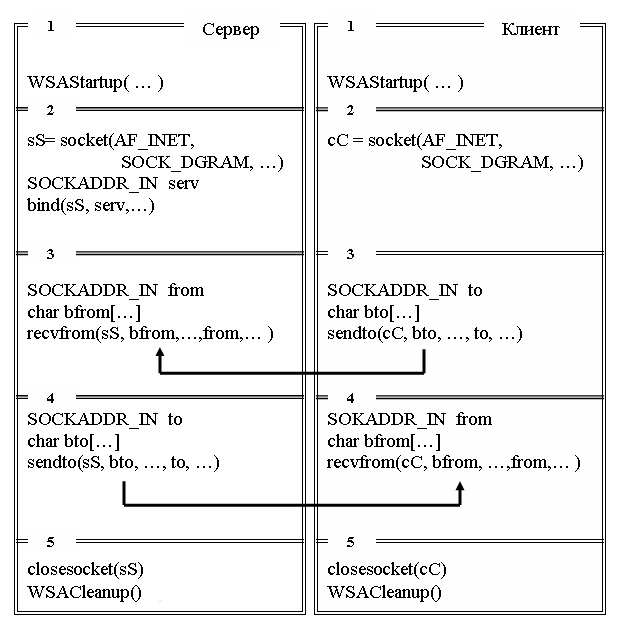 1 Сервер
WSAStartup( … )
2
sS= socket(AF_INET,
SOCK_DGRAM, …)
SOCKADDR_IN serv
bind(sS, serv,…)
3
SOCKADDR_IN from
char bfrom[…]
recvfrom(sS, bfrom,…,from,… )
4
SOCKADDR_IN to
char bto[…]
sendto(sS, bto, …, to, …)
5
closesocket(sS)
WSACleanup()
1 Клиент
WSAStartup( … )
2
cC = socket(AF_INET,
SOCK_DGRAM, …)
3
SOCKADDR_IN to
char bto[…]
sendto(cC, bto, …, to, …)
4
SOKADDR_IN from
char bfrom[…]
recvfrom(cC, bfrom, …,from,… )
5
closesocket(cC)
WSACleanup()